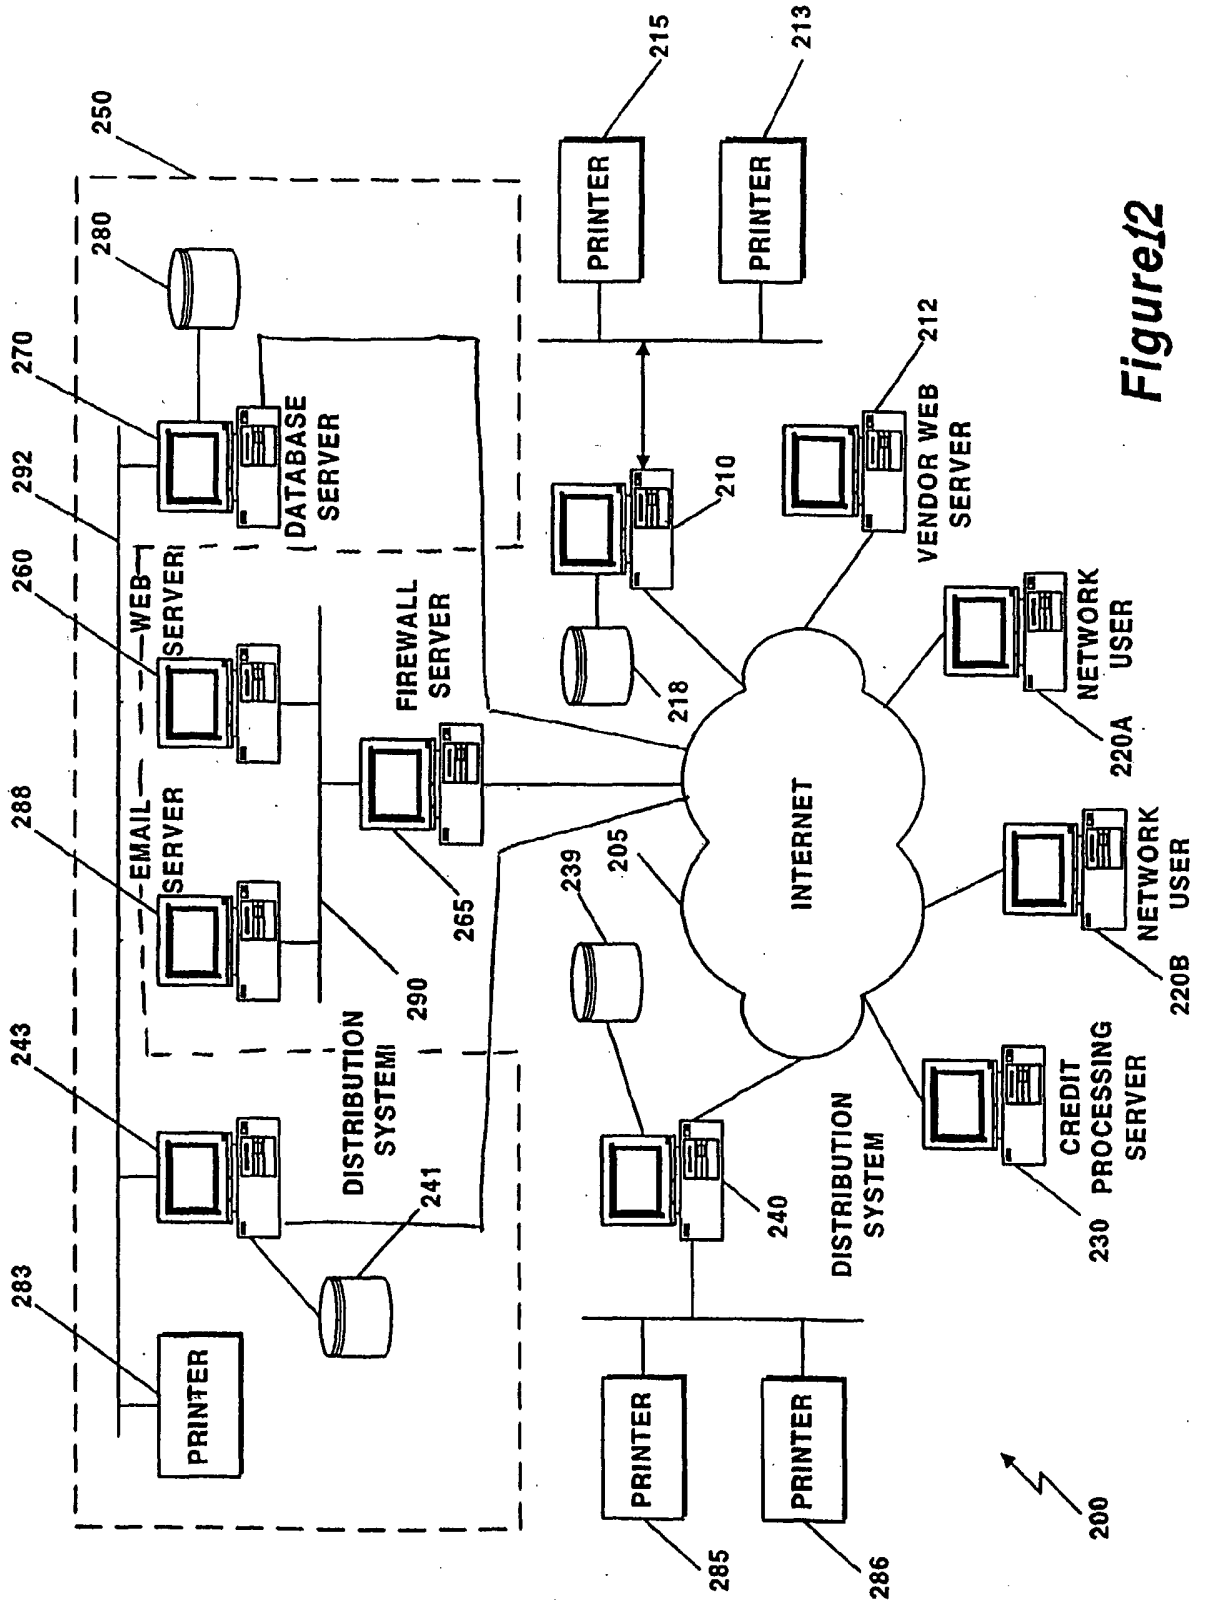 283
243
288
260
292
270
280
250
PRINTER
EMAIL
SERVER
WEB
SERVER
DATABASE
SERVER
241
DISTRIBUTION
SYSTEM
290
265
FIREWALL
SERVER
285
PRINTER
286
PRINTER
240
DISTRIBUTION
SYSTEM
239
205
INTERNET
218
210
PRINTER
215
PRINTER
213
212
VENDOR WEB
SERVER
230
CREDIT
PROCESSING
SERVER
220B
NETWORK
USER
220A
NETWORK
USER
200
Figure12